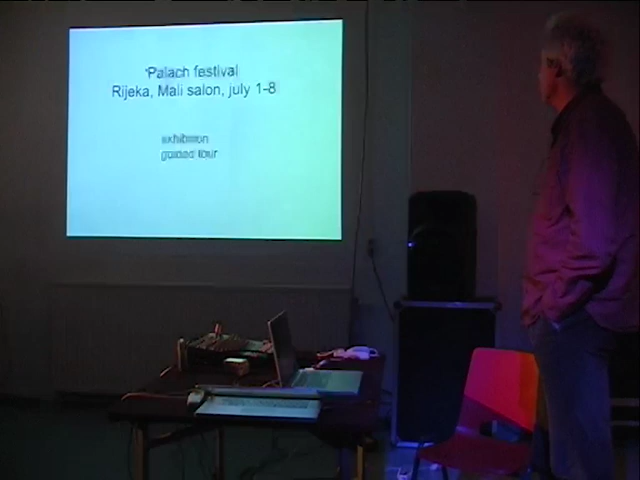 Palach festival
Rijeka, Mali salon, july 1-8
exhibition
guided tour